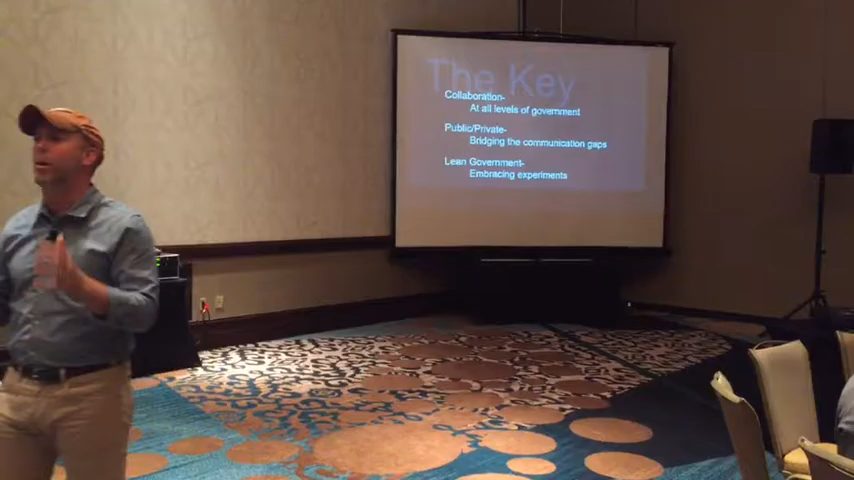 The Key
Collaboration-
At all levels of government
Public/Private-
Bridging the communication gaps
Lean Government-
Embracing experiments